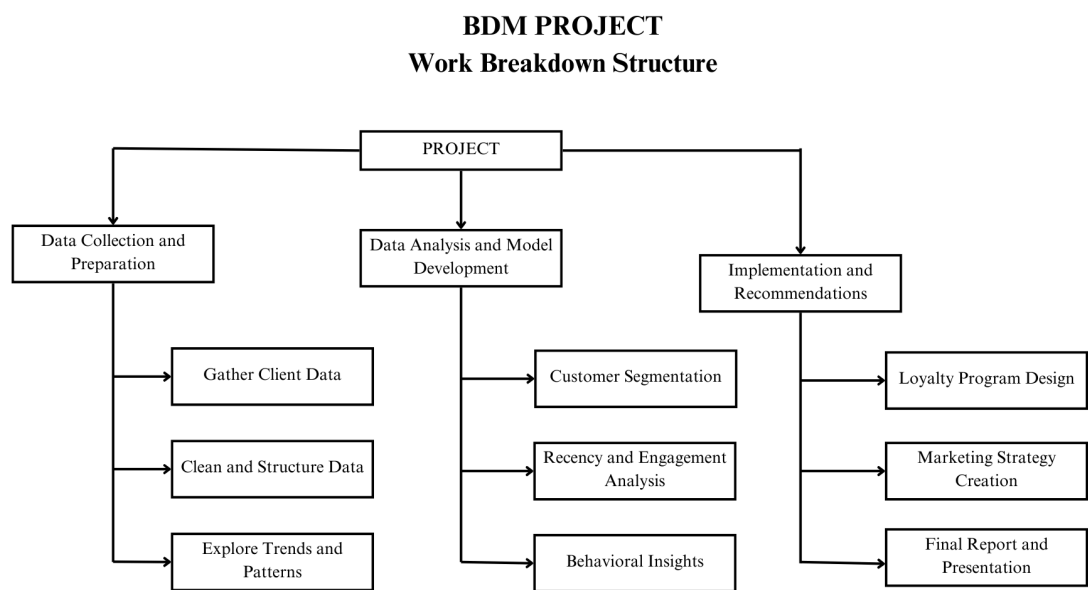 BDM PROJECT
Work Breakdown Structure
PROJECT
Data Collection and
Preparation
Gather Client Data
Clean and Structure Data
Explore Trends and
Patterns
Data Analysis and Model
Development
Customer Segmentation
Recency and Engagement
Analysis
Behavioral Insights
Implementation and
Recommendations
Loyalty Program Design
Marketing Strategy
Creation
Final Report and
Presentation